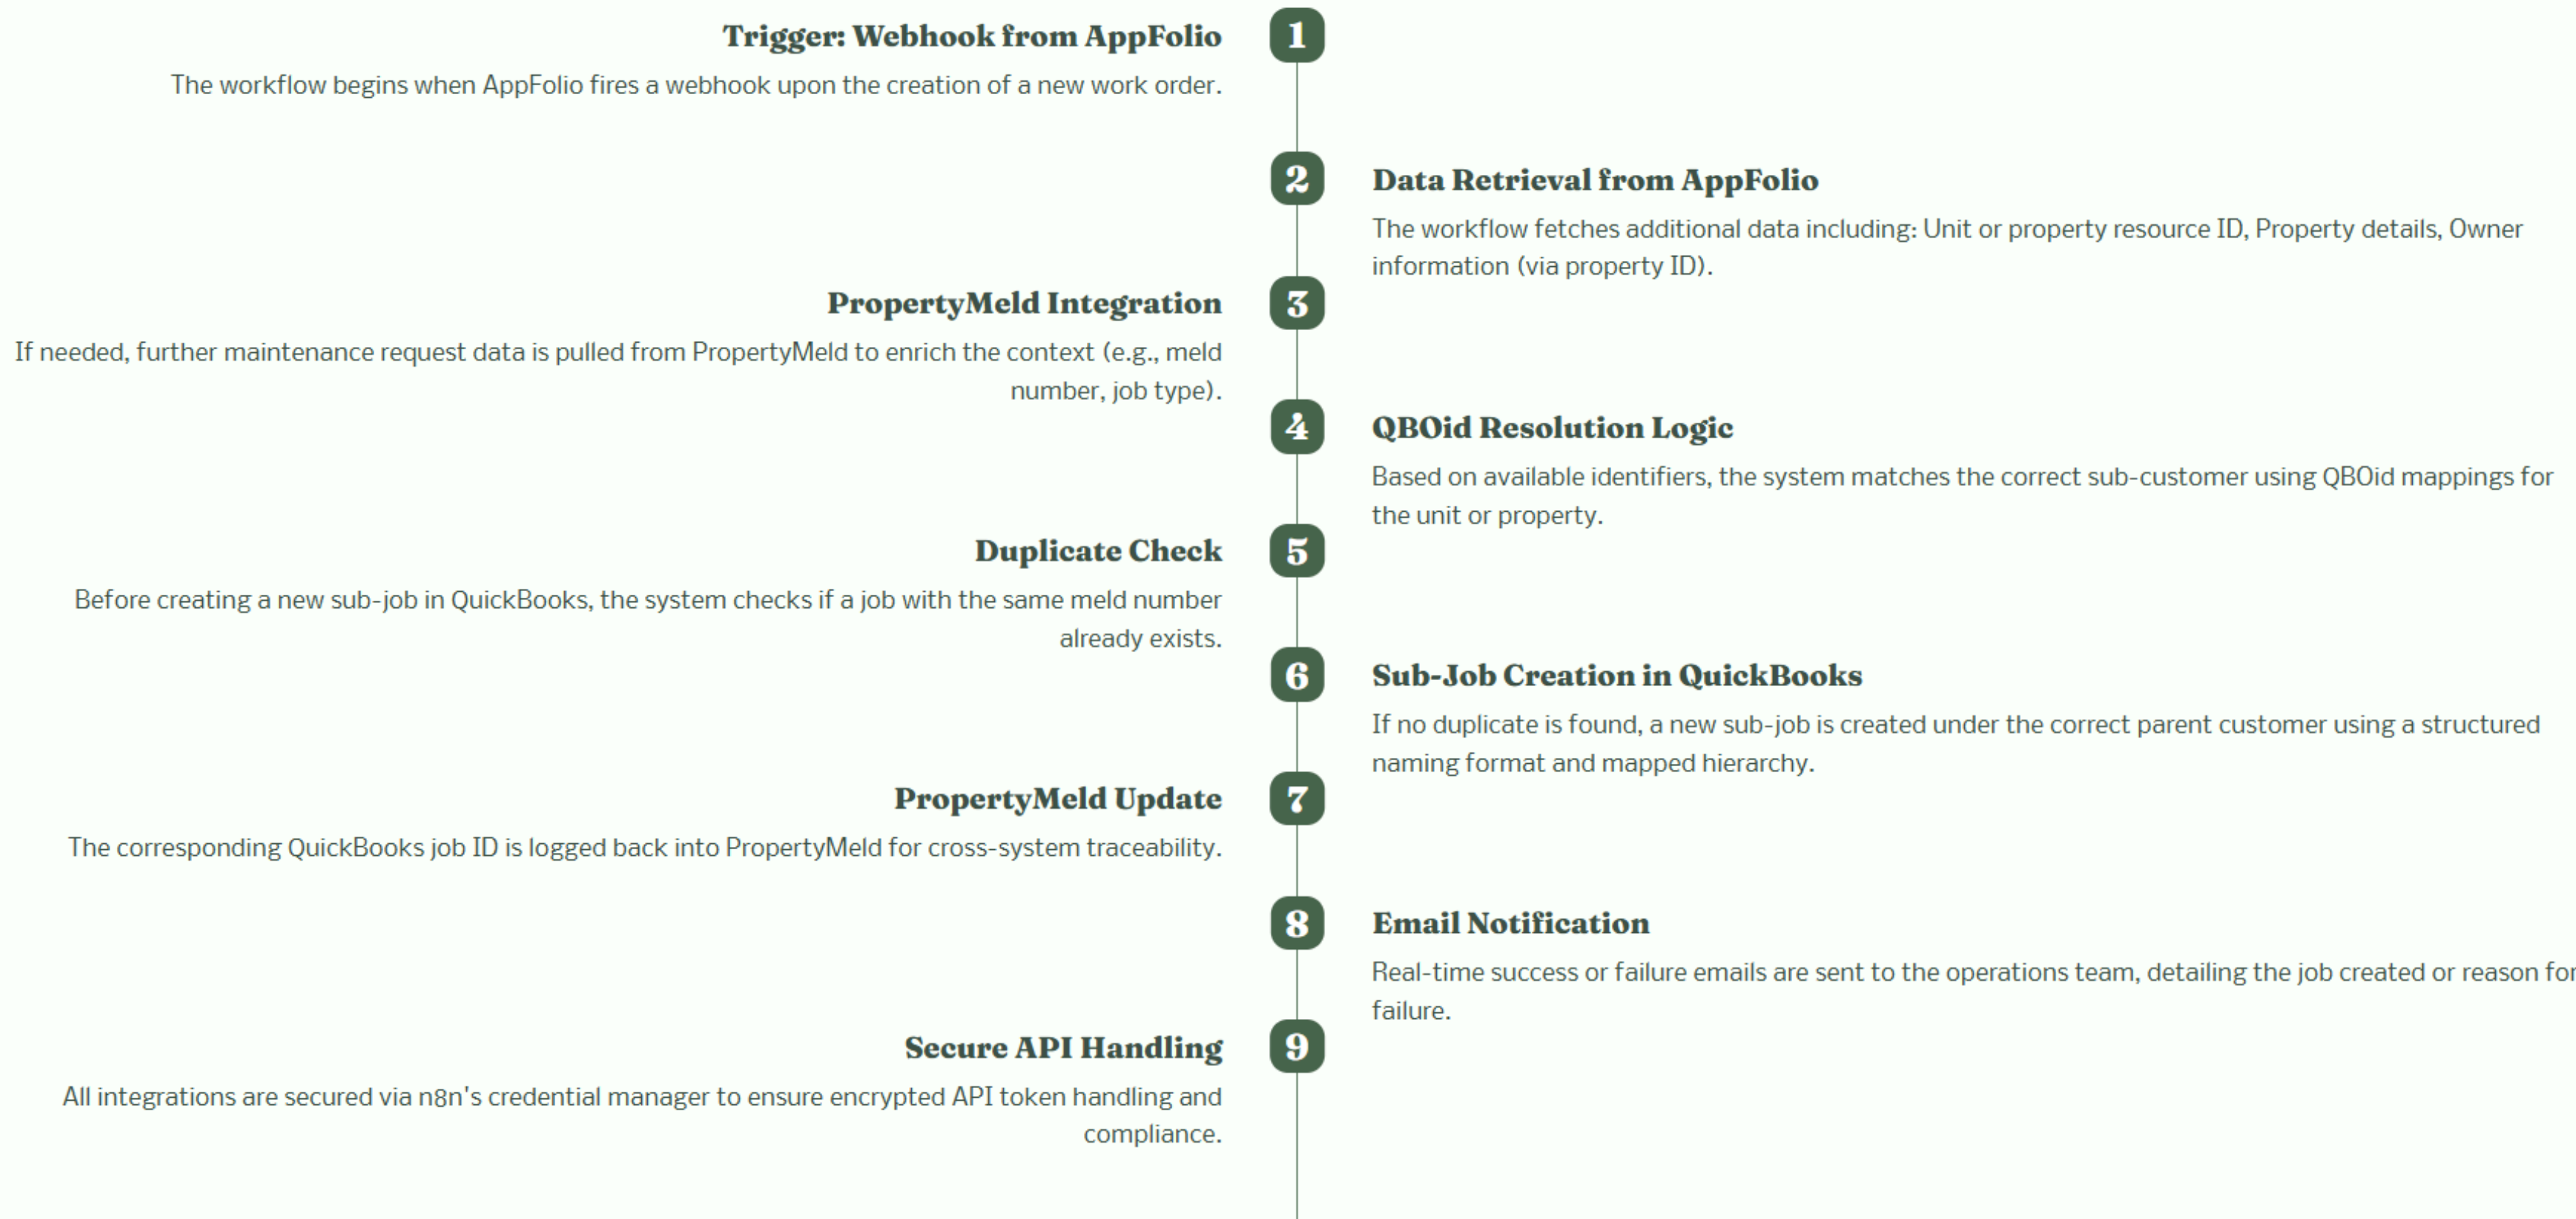 Trigger: Webhook from AppFolio
1
The workflow begins when AppFolio fires a webhook upon the creation of a new work order.
2
Data Retrieval from AppFolio
The workflow fetches additional data including: Unit or property resource ID, Property details, Owner
information (via property ID).
PropertyMeld Integration
3
If needed, further maintenance request data is pulled from PropertyMeld to enrich the context (e.g., meld
number, job type).
4
QBOid Resolution Logic
Based on available identifiers, the system matches the correct sub-customer using QBOid mappings for
the unit or property.
Duplicate Check
5
Before creating a new sub-job in QuickBooks, the system checks if a job with the same meld number
already exists.
6
Sub-Job Creation in QuickBooks
If no duplicate is found, a new sub-job is created under the correct parent customer using a structured
naming format and mapped hierarchy.
PropertyMeld Update
7
The corresponding QuickBooks job ID is logged back into PropertyMeld for cross-system traceability.
8
Email Notification
Real-time success or failure emails are sent to the operations team, detailing the job created or reason for
failure.
Secure API Handling
9
All integrations are secured via n8n's credential manager to ensure encrypted API token handling and
compliance.